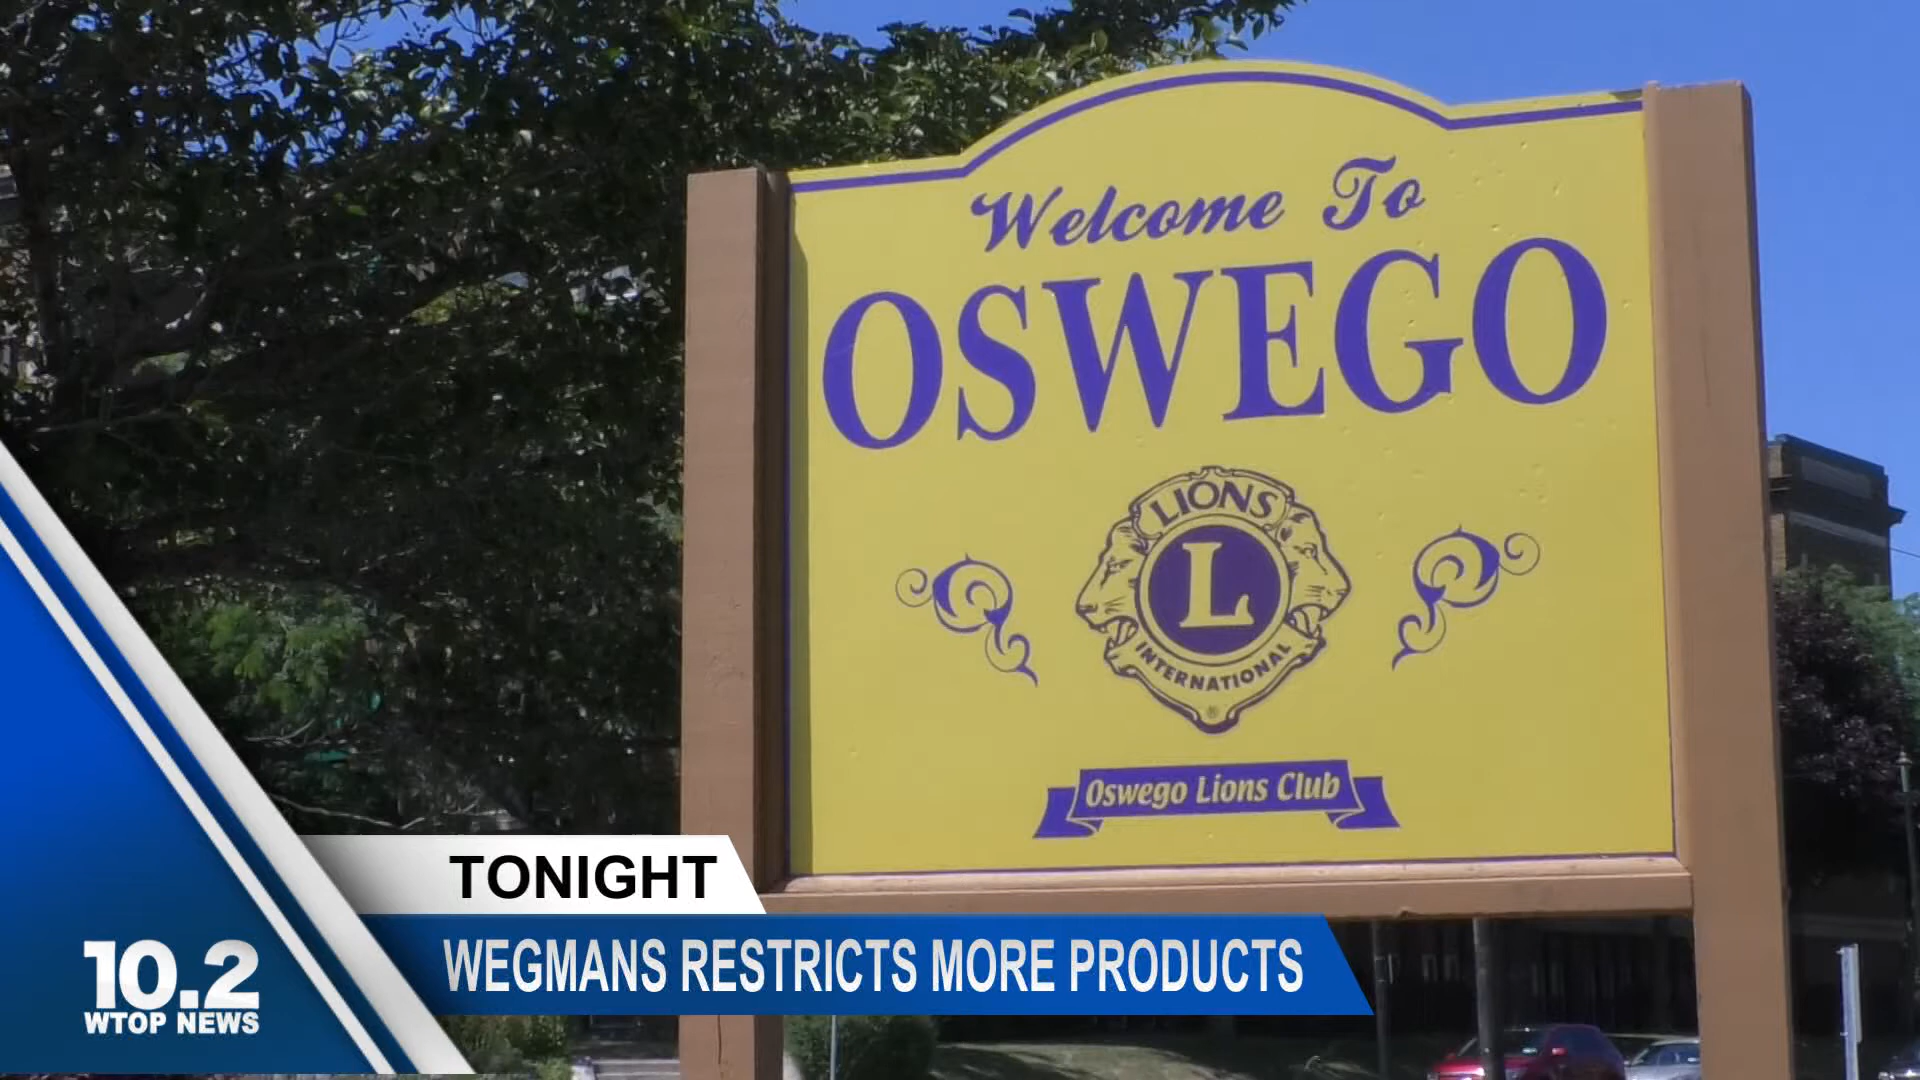 Welcome To
OSWEGO
LIONS
L
INTERNATIONAL
®
Oswego Lions Club
TONIGHT
WEGMANS RESTRICTS MORE PRODUCTS
10.2
WTOP NEWS